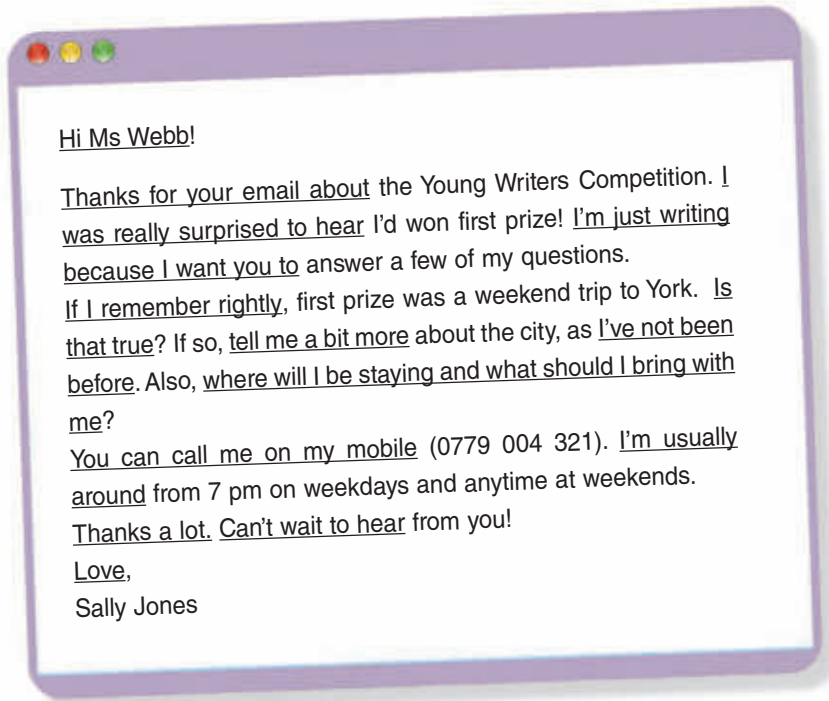 Hi Ms Webb!
Thanks for your email about the Young Writers Competition. I
was really surprised to hear I'd won first prize! I'm just writing
because I want you to answer a few of my questions.
If I remember rightly, first prize was a weekend trip to York. Is
that true? If so, tell me a bit more about the city, as I've not been
before. Also, where will I be staying and what should I bring with
me?
You can call me on my mobile (0779 004 321). I'm usually
around from 7 pm on weekdays and anytime at weekends.
Thanks a lot. Can't wait to hear from you!
Love,
Sally Jones